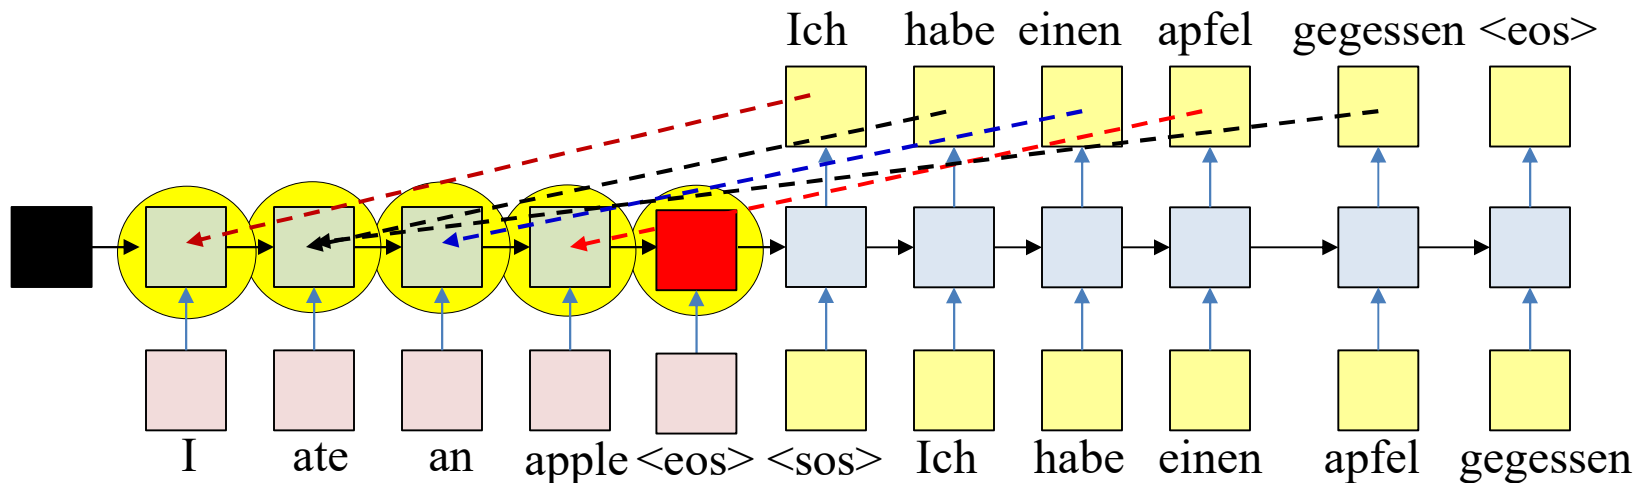 Ich habe einen apfel gegessen <eos>
I ate an apple <eos> <sos> Ich habe einen apfel gegessen